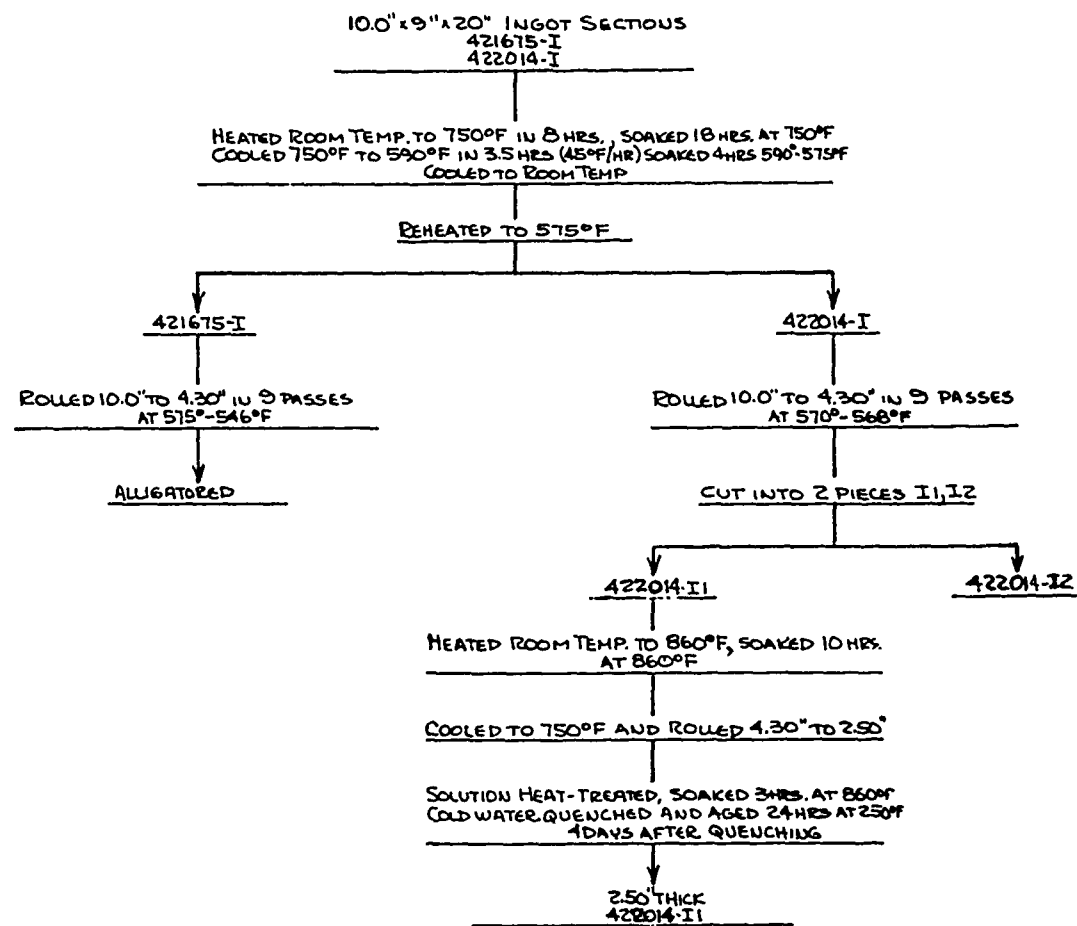 10.0" x 9" x 20" INGOT SECTIONS
421675-I
422014-I
HEATED ROOM TEMP. TO 750°F IN 8 HRS., SOAKED 18 HRS. AT 750°F
COOLED 750°F TO 590°F IN 3.5 HRS (45°F/HR) SOAKED 4 HRS 590°-575°F
COOLED TO ROOM TEMP
REHEATED TO 575°F
421675-I
422014-I
ROLLED 10.0" TO 4.30" IN 9 PASSES
AT 575°-546°F
ROLLED 10.0" TO 4.30" IN 9 PASSES
AT 570°-568°F
ALLIGATORED
CUT INTO 2 PIECES I1, I2
422014-I1
422014-I2
HEATED ROOM TEMP. TO 860°F, SOAKED 10 HRS.
AT 860°F
COOLED TO 750°F AND ROLLED 4.30" TO 2.50"
SOLUTION HEAT-TREATED, SOAKED 3 HRS. AT 860°F
COLD WATER QUENCHED AND AGED 24 HRS AT 250°F
4 DAYS AFTER QUENCHING
2.50" THICK
422014-I1